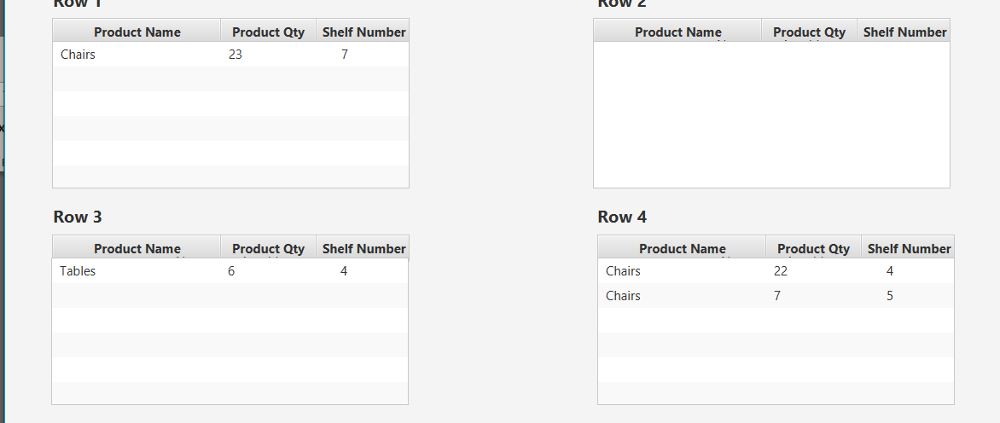 Row 1
Product Name Product Qty Shelf Number
Chairs 23 7
Row 2
Product Name Product Qty Shelf Number
Row 3
Product Name Product Qty Shelf Number
Tables 6 4
Row 4
Product Name Product Qty Shelf Number
Chairs 22 4
Chairs 7 5